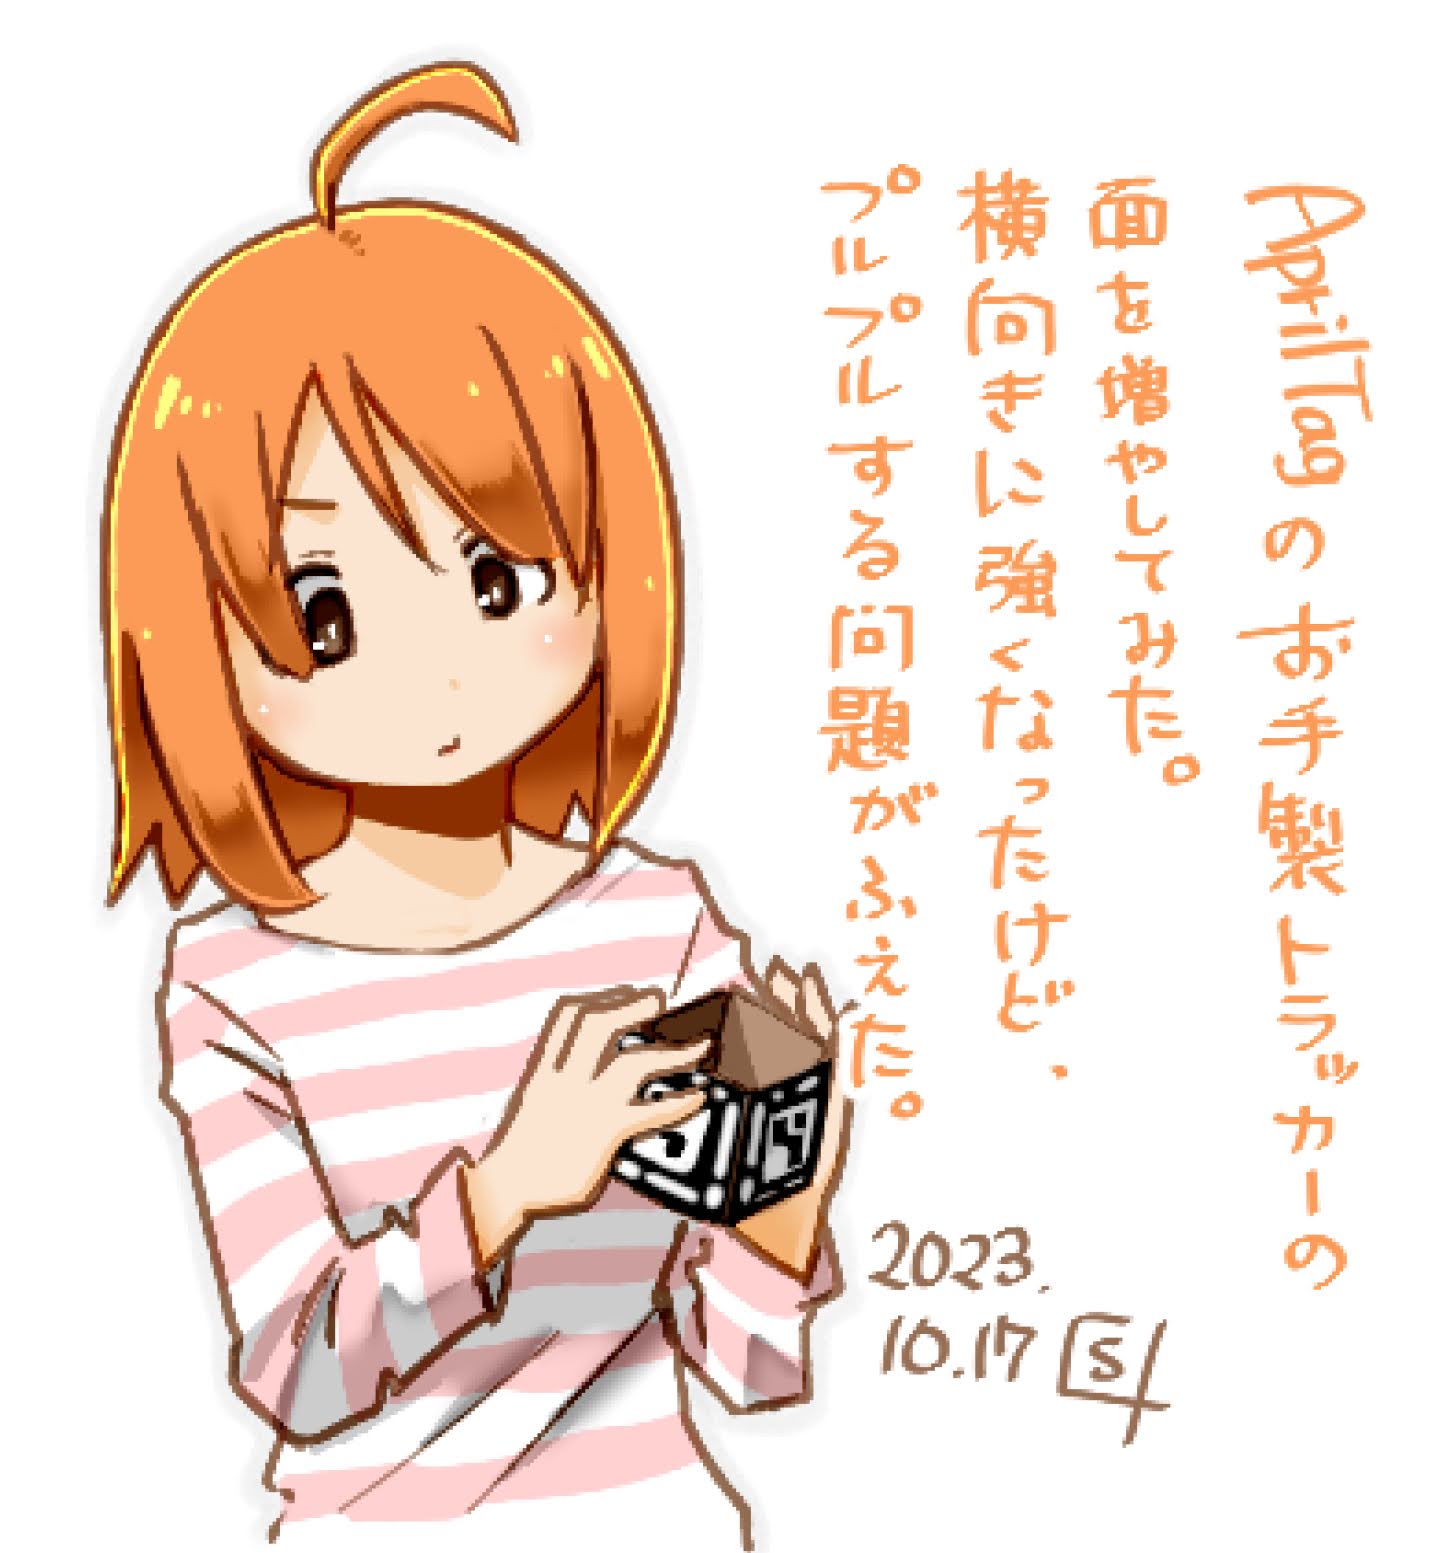 AprilTagのお手製トラッカーの
面を増やしてみた。
横向きに強くなったけど、
プルプルする問題がふえた。
2023.
10.17 S